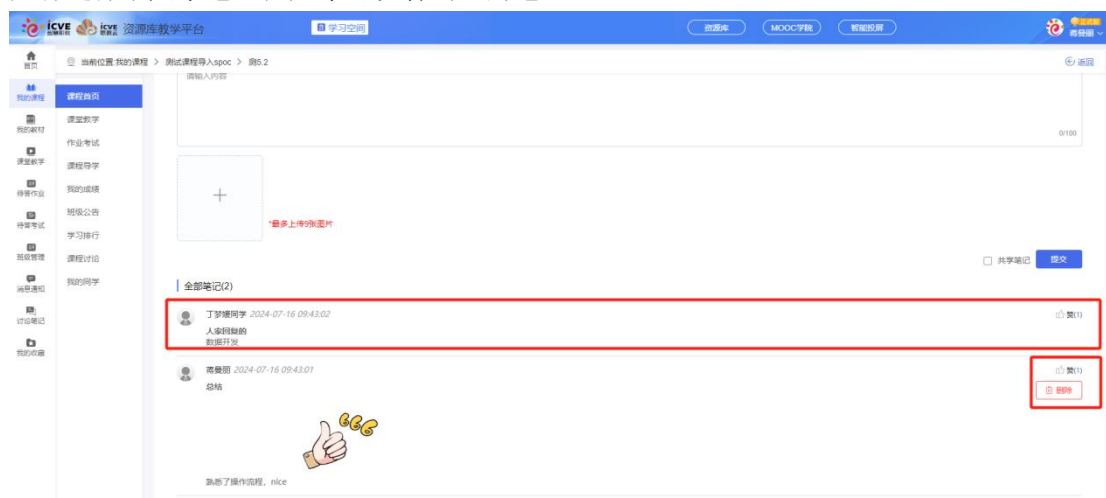 icve icve 资源库教学平台
学习空间
资源库
MOOC学院
智能投屏
蒋曼丽
首页
当前位置:我的课程 > 测试课程导入spoc > 测5.2
返回
我的课程
我的教材
课堂教学
待答作业
待答考试
班级管理
消息通知
讨论笔记
我的收藏
课程首页
课堂教学
作业考试
课程导学
我的成绩
班级公告
学习排行
课程讨论
我的同学
请输入内容
0/100
+
*最多上传9张图片
共享笔记
提交
全部笔记(2)
丁梦媛同学 2024-07-16 09:43:02
赞(1)
人家回复的
数据开发
蒋曼丽 2024-07-16 09:43:01
赞(1)
总结
删除
666
熟悉了操作流程，nice